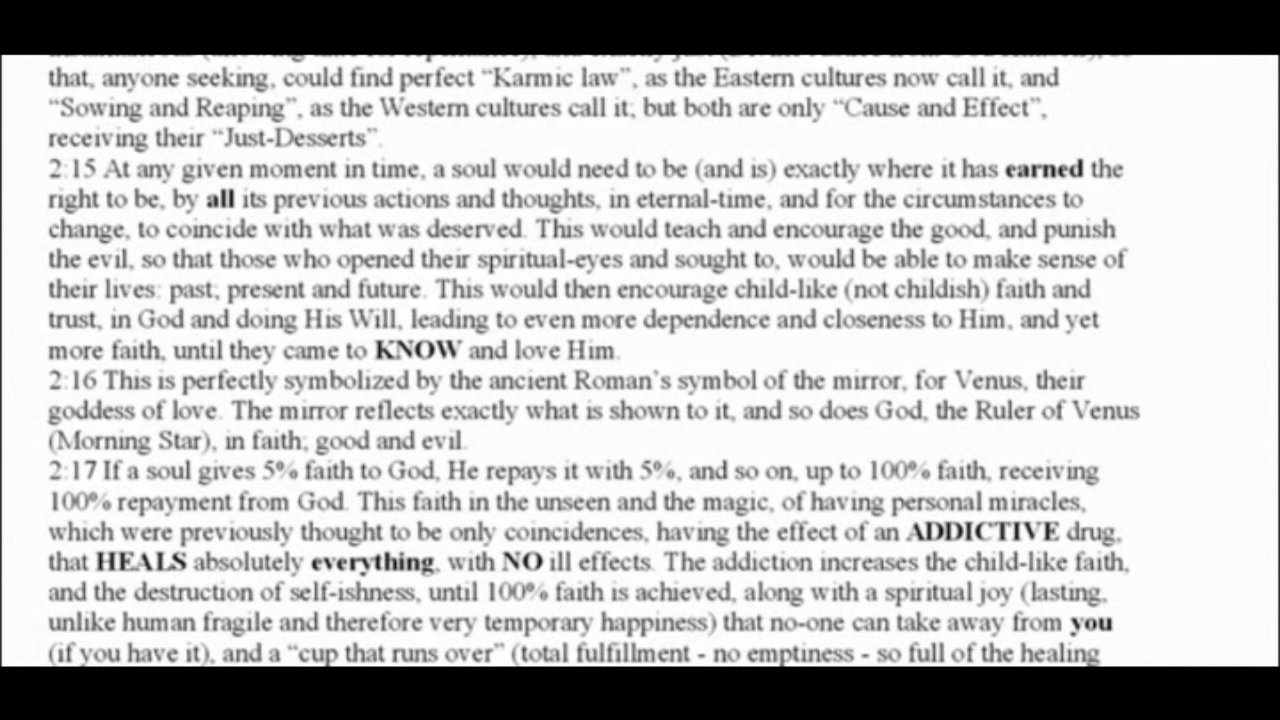 that, anyone seeking, could find perfect “Karmic law”, as the Eastern cultures now call it, and
“Sowing and Reaping”, as the Western cultures call it; but both are only “Cause and Effect”,
receiving their “Just-Desserts”.
2:15 At any given moment in time, a soul would need to be (and is) exactly where it has earned the
right to be, by all its previous actions and thoughts, in eternal-time, and for the circumstances to
change, to coincide with what was deserved. This would teach and encourage the good, and punish
the evil, so that those who opened their spiritual-eyes and sought to, would be able to make sense of
their lives: past; present and future. This would then encourage child-like (not childish) faith and
trust, in God and doing His Will, leading to even more dependence and closeness to Him, and yet
more faith, until they came to KNOW and love Him.
2:16 This is perfectly symbolized by the ancient Roman’s symbol of the mirror, for Venus, their
goddess of love. The mirror reflects exactly what is shown to it, and so does God, the Ruler of Venus
(Morning Star), in faith; good and evil.
2:17 If a soul gives 5% faith to God, He repays it with 5%, and so on, up to 100% faith, receiving
100% repayment from God. This faith in the unseen and the magic, of having personal miracles,
which were previously thought to be only coincidences, having the effect of an ADDICTIVE drug,
that HEALS absolutely everything, with NO ill effects. The addiction increases the child-like faith,
and the destruction of self-ishness, until 100% faith is achieved, along with a spiritual joy (lasting,
unlike human fragile and therefore very temporary happiness) that no-one can take away from you
(if you have it), and a “cup that runs over” (total fulfillment - no emptiness - so full of the healing